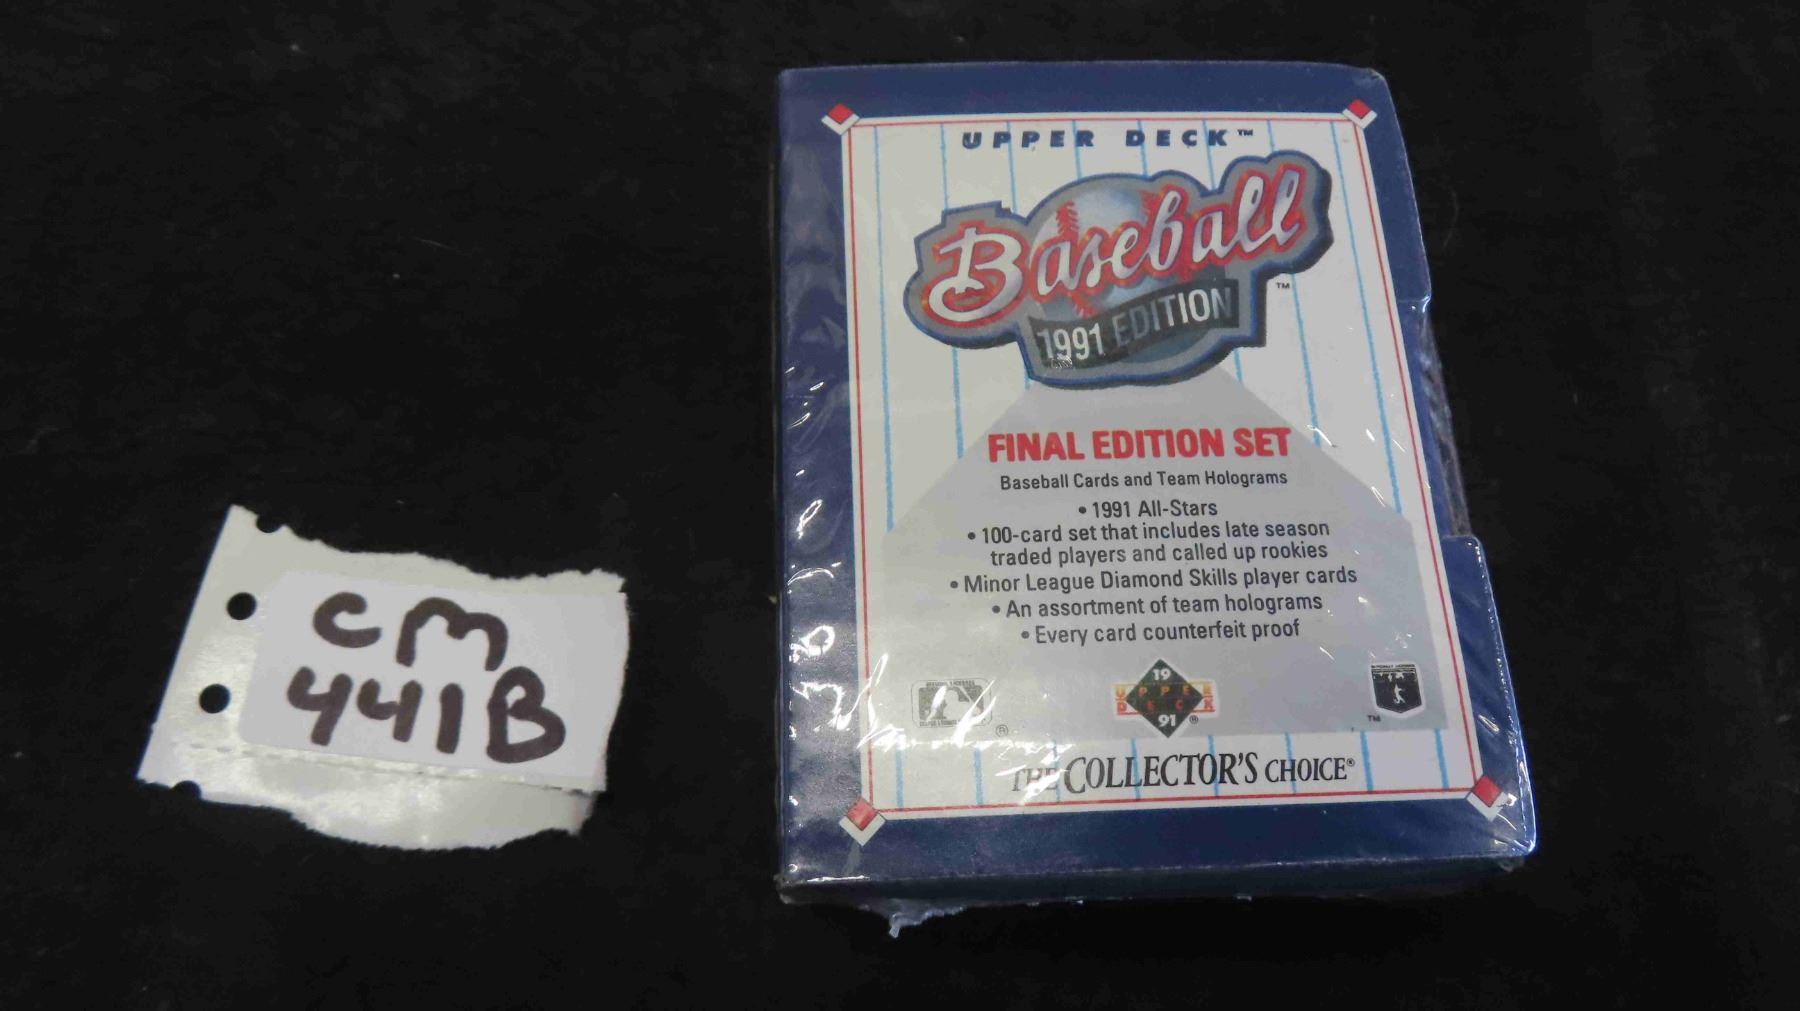 CM
441B
UPPER DECK™
Baseball
™
1991 EDITION
FINAL EDITION SET
Baseball Cards and Team Holograms
• 1991 All-Stars
• 100-card set that includes late season
traded players and called up rookies
• Minor League Diamond Skills player cards
• An assortment of team holograms
• Every card counterfeit proof
19
UPPER
DECK
91 ®
®
TM
THE COLLECTOR'S CHOICE®